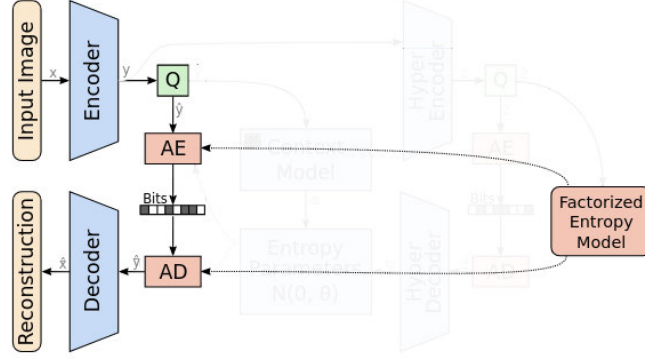 Input Image
x
Encoder
y
Q
ŷ
AE
Bits
AD
ŷ
Decoder
x̂
Reconstruction
Factorized
Entropy
Model
Hyper
Encoder
Q
AE
Bits
AD
Hyper
Decoder
Context
Model
Entropy
Parameters
N(0, θ)